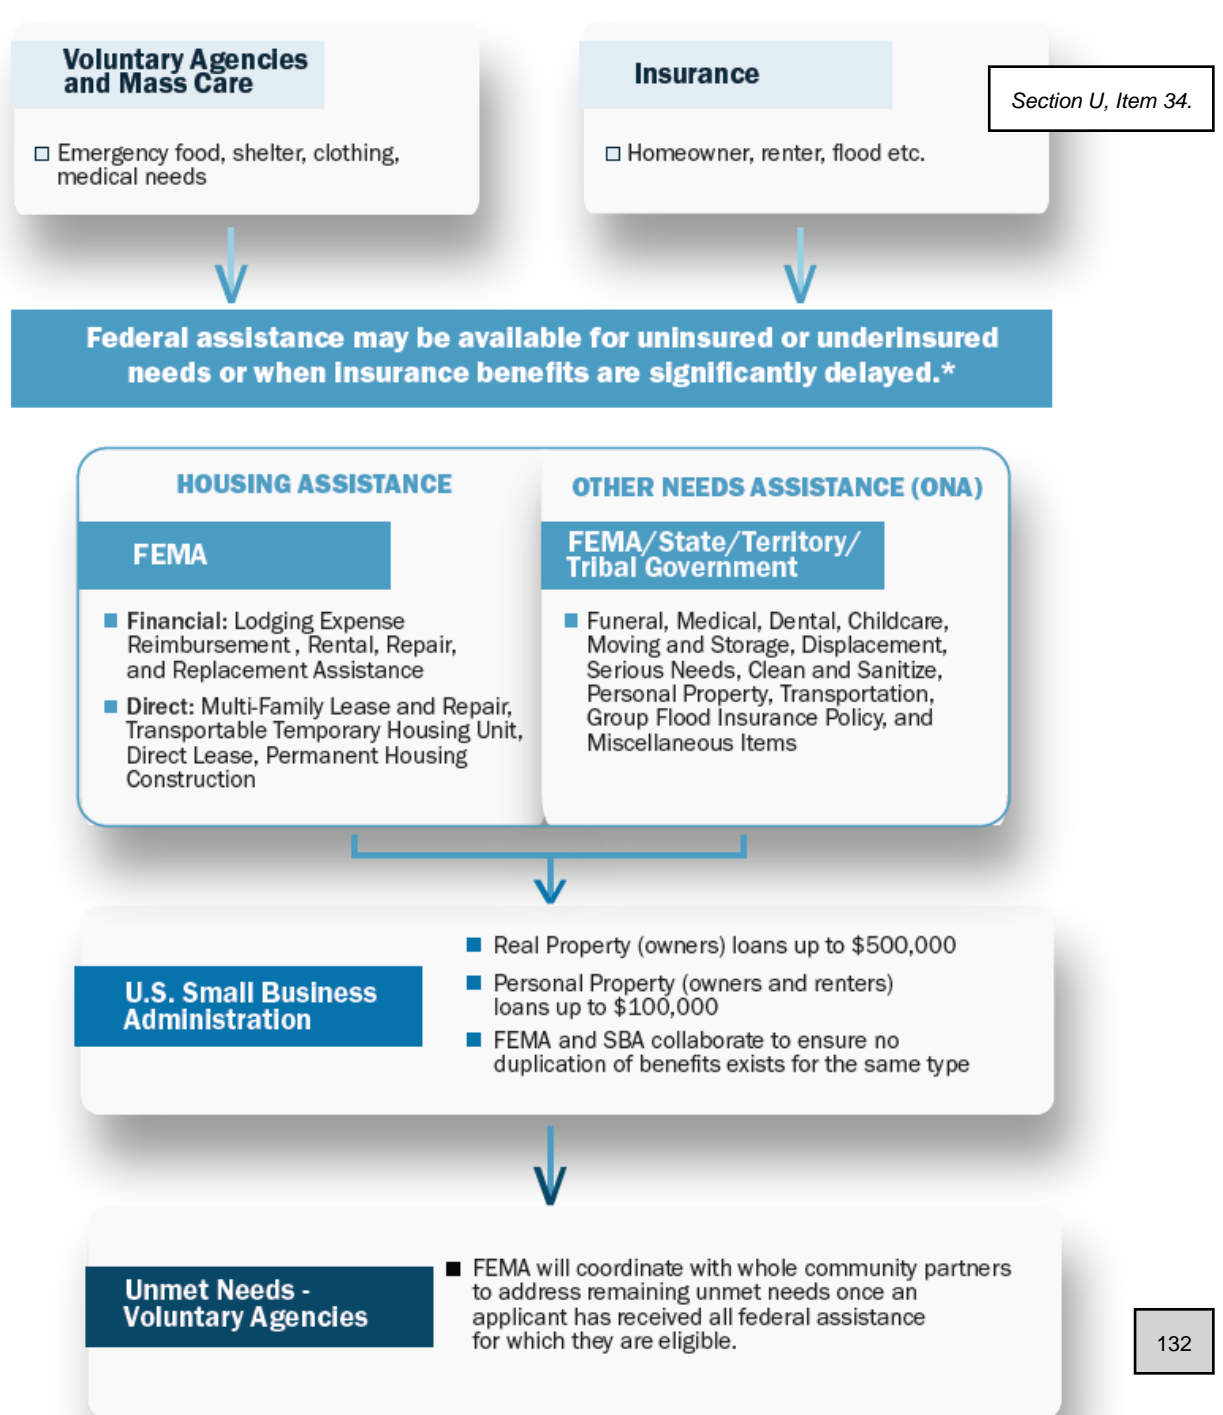 Voluntary Agencies
and Mass Care
Emergency food, shelter, clothing,
medical needs
Insurance
Homeowner, renter, flood etc.
Section U, Item 34.
Federal assistance may be available for uninsured or underinsured
needs or when insurance benefits are significantly delayed.*
HOUSING ASSISTANCE
FEMA
Financial: Lodging Expense
Reimbursement , Rental, Repair,
and Replacement Assistance
Direct: Multi-Family Lease and Repair,
Transportable Temporary Housing Unit,
Direct Lease, Permanent Housing
Construction
OTHER NEEDS ASSISTANCE (ONA)
FEMA/State/Territory/
Tribal Government
Funeral, Medical, Dental, Childcare,
Moving and Storage, Displacement,
Serious Needs, Clean and Sanitize,
Personal Property, Transportation,
Group Flood Insurance Policy, and
Miscellaneous Items
U.S. Small Business
Administration
Real Property (owners) loans up to $500,000
Personal Property (owners and renters)
loans up to $100,000
FEMA and SBA collaborate to ensure no
duplication of benefits exists for the same type
Unmet Needs -
Voluntary Agencies
FEMA will coordinate with whole community partners
to address remaining unmet needs once an
applicant has received all federal assistance
for which they are eligible.
132